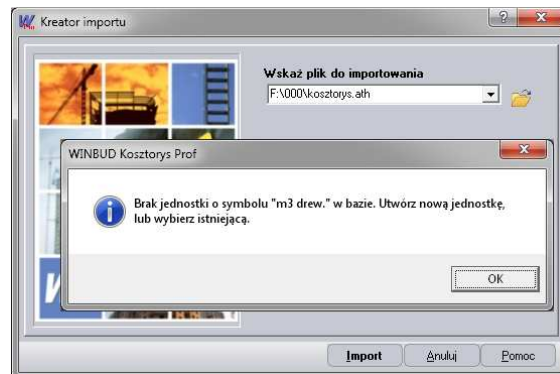 Kreator importu
Wskaż plik do importowania
F:\000\kosztorys.ath
WINBUD Kosztorys Prof
Brak jednostki o symbolu "m3 drew." w bazie. Utwórz nową jednostkę,
lub wybierz istniejącą.
OK
Import Anuluj Pomoc